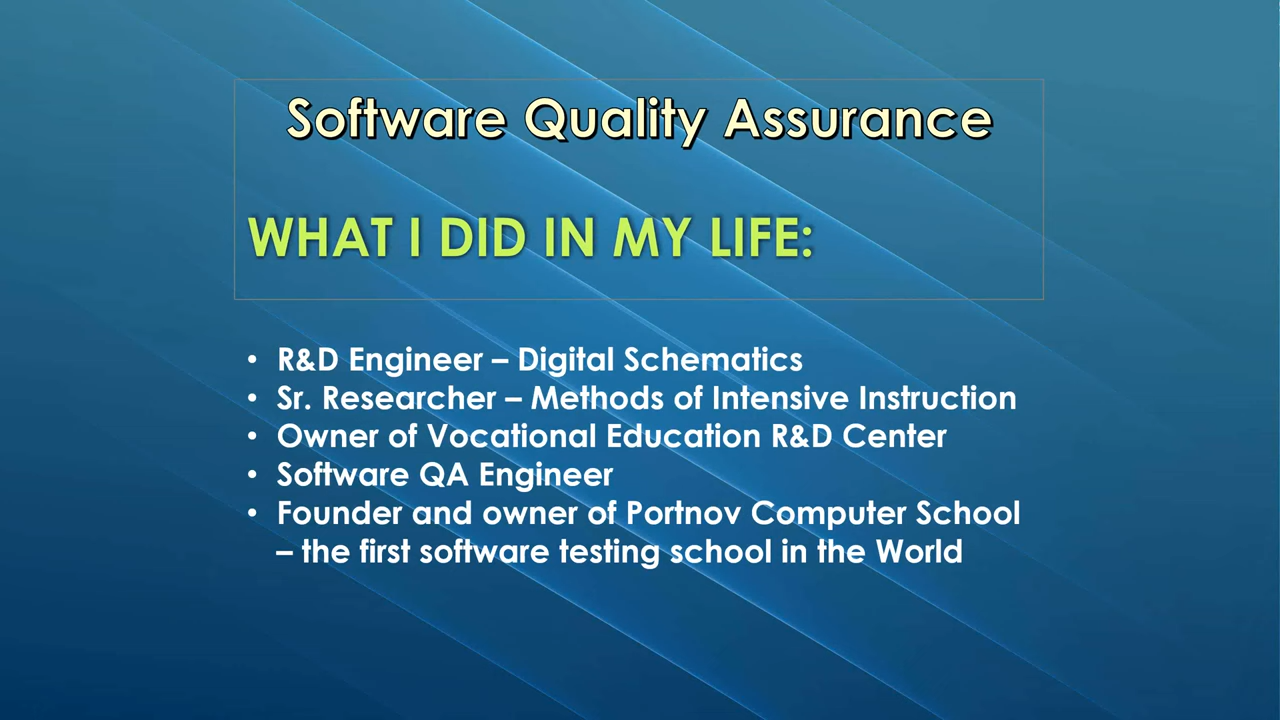 Software Quality Assurance
WHAT I DID IN MY LIFE:
• R&D Engineer – Digital Schematics
• Sr. Researcher – Methods of Intensive Instruction
• Owner of Vocational Education R&D Center
• Software QA Engineer
• Founder and owner of Portnov Computer School
– the first software testing school in the World